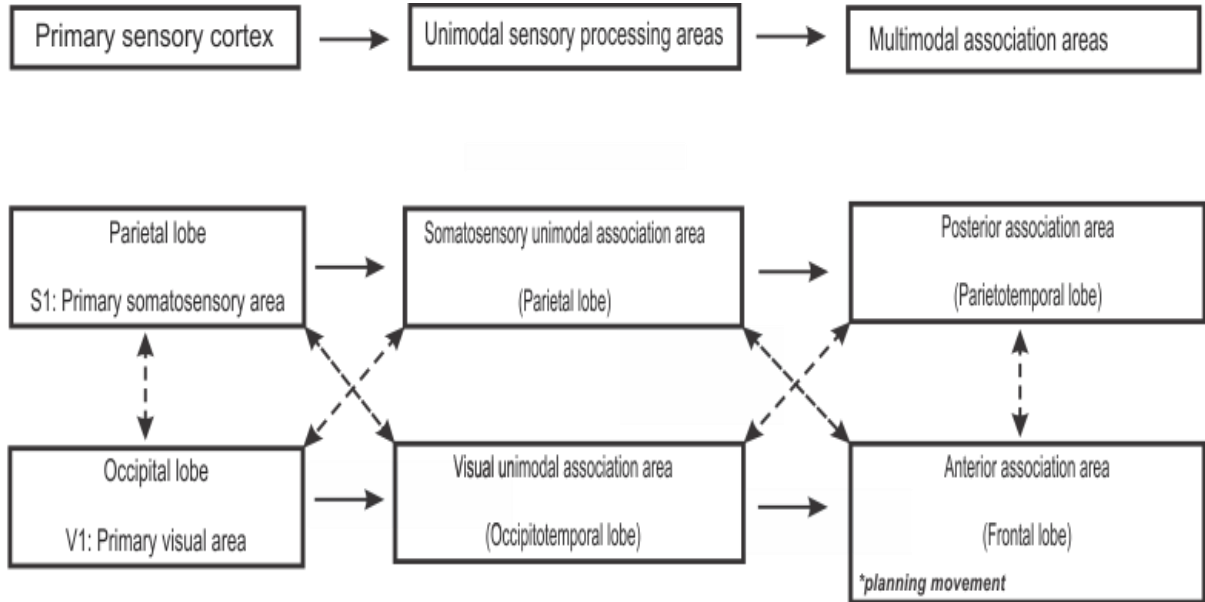 Primary sensory cortex
Unimodal sensory processing areas
Multimodal association areas
Parietal lobe
S1: Primary somatosensory area
Somatosensory unimodal association area
(Parietal lobe)
Posterior association area
(Parietotemporal lobe)
Occipital lobe
V1: Primary visual area
Visual unimodal association area
(Occipitotemporal lobe)
Anterior association area
(Frontal lobe)
*planning movement